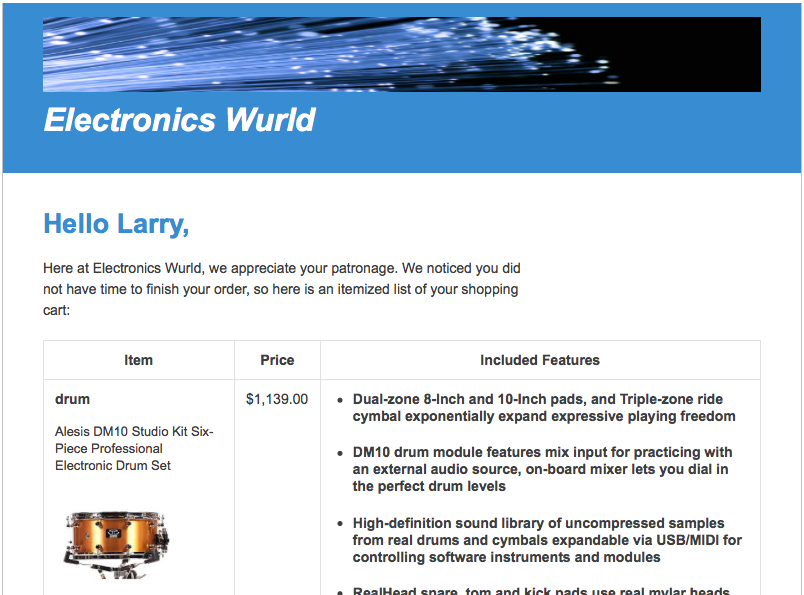 Electronics Wurld
Hello Larry,
Here at Electronics Wurld, we appreciate your patronage. We noticed you did
not have time to finish your order, so here is an itemized list of your shopping
cart:
Item Price Included Features
drum
Alesis DM10 Studio Kit Six-
Piece Professional
Electronic Drum Set
$1,139.00
• Dual-zone 8-Inch and 10-Inch pads, and Triple-zone ride
cymbal exponentially expand expressive playing freedom
• DM10 drum module features mix input for practicing with
an external audio source, on-board mixer lets you dial in
the perfect drum levels
• High-definition sound library of uncompressed samples
from real drums and cymbals expandable via USB/MIDI for
controlling software instruments and modules
• RealHead snare, tom and kick pads use real mylar heads